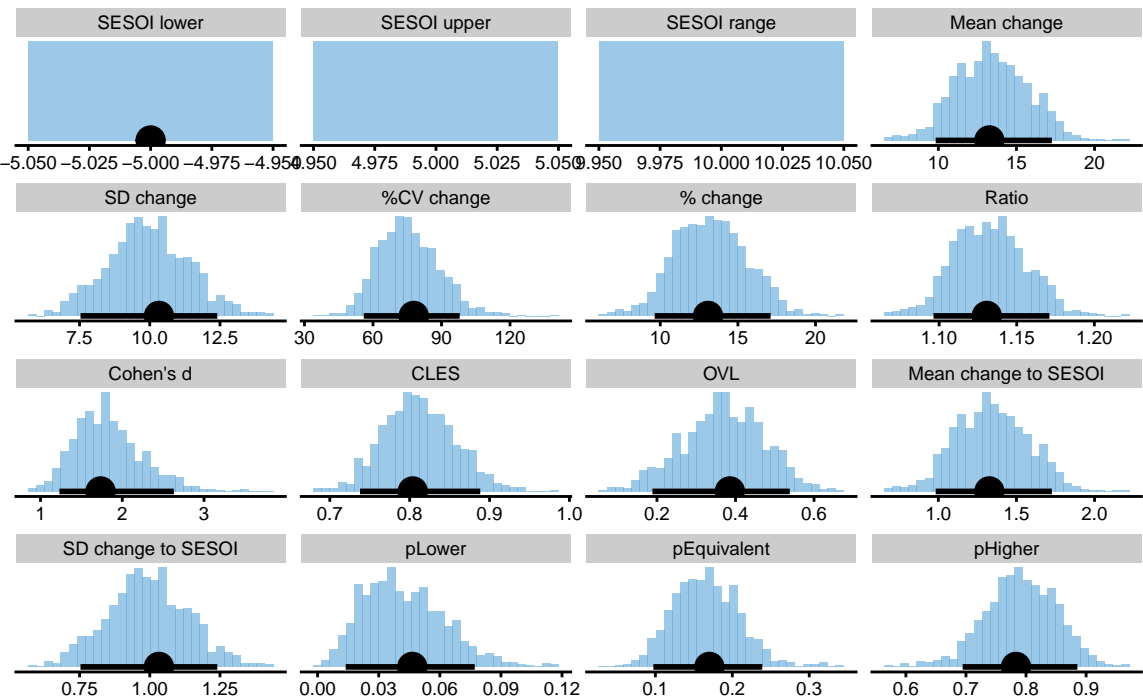 SESOI lower SESOI upper SESOI range Mean change
−5.050 −5.025 −5.000 −4.975 −4.950 4.950 4.975 5.000 5.025 5.050 9.950 9.975 10.000 10.025 10.050 10 15 20
SD change %CV change % change Ratio
7.5 10.0 12.5 30 60 90 120 10 15 20 1.10 1.15 1.20
Cohen's d CLES OVL Mean change to SESOI
1 2 3 0.7 0.8 0.9 1.0 0.2 0.4 0.6 1.0 1.5 2.0
SD change to SESOI pLower pEquivalent pHigher
0.75 1.00 1.25 0.00 0.03 0.06 0.09 0.12 0.1 0.2 0.3 0.6 0.7 0.8 0.9